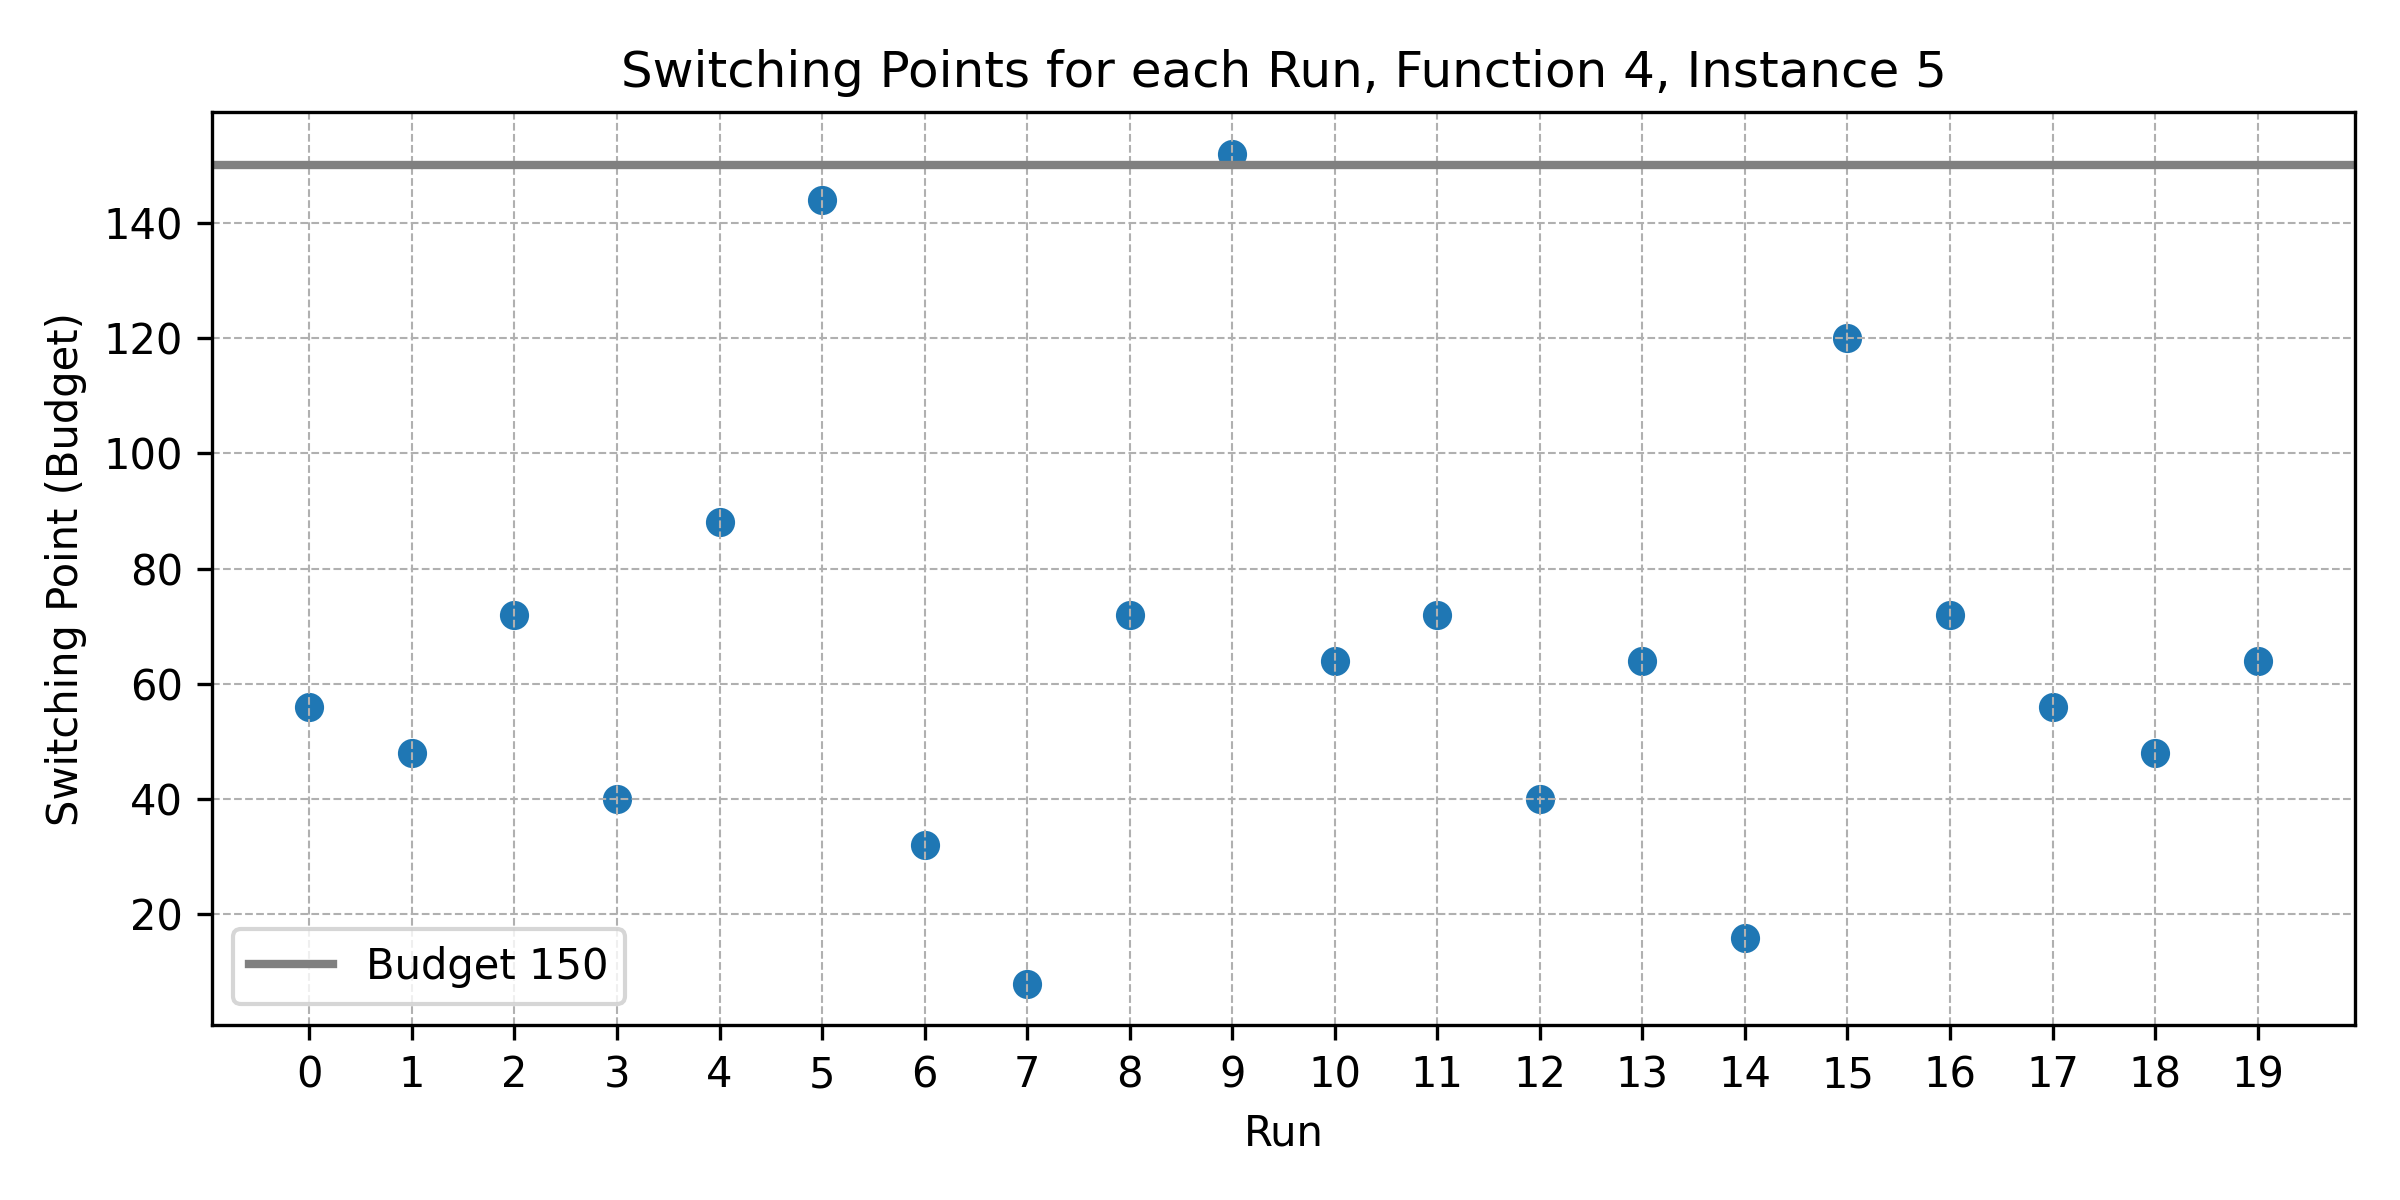 Switching Points for each Run, Function 4, Instance 5
Switching Point (Budget)
140
120
100
80
60
40
20
Budget 150
0 1 2 3 4 5 6 7 8 9 10 11 12 13 14 15 16 17 18 19
Run